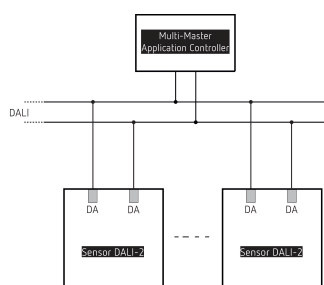 Multi-Master
Application Controller
DALI
DA DA DA DA
Sensor DALI-2 Sensor DALI-2